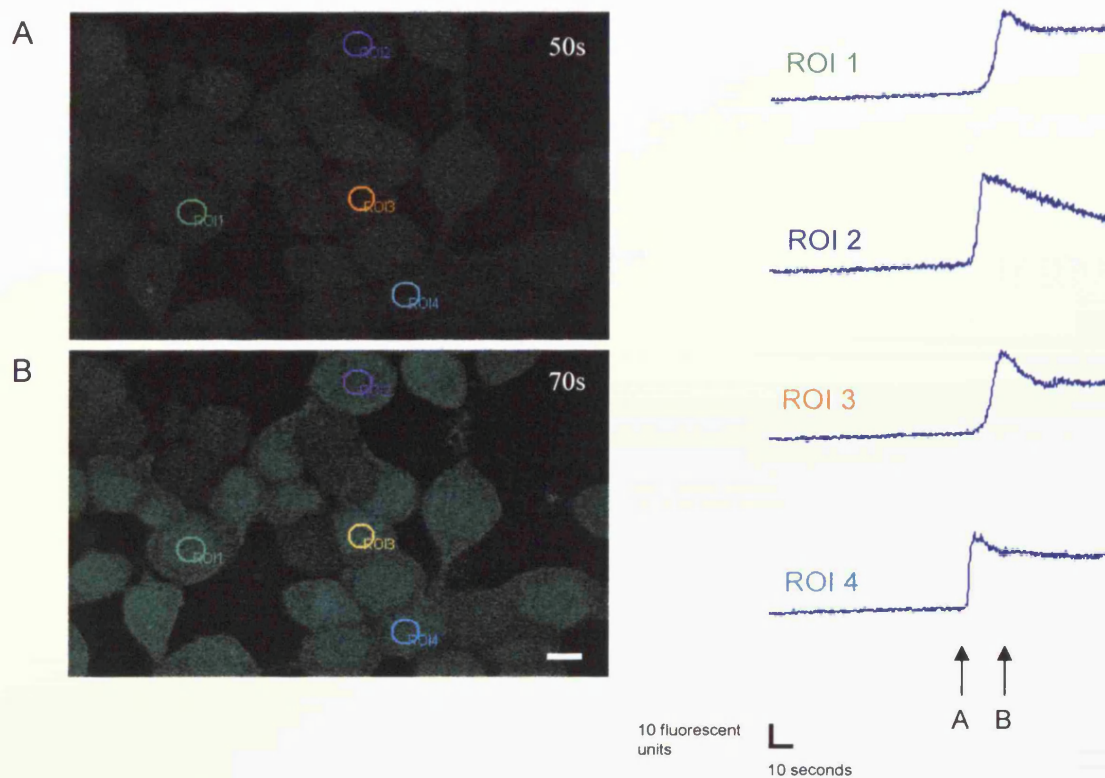 A
50s
ROI2
ROI3
ROI1
ROI4
B
70s
ROI3
ROI1
ROI4
ROI 1
ROI 2
ROI 3
ROI 4
A B
10 fluorescent
units
10 seconds